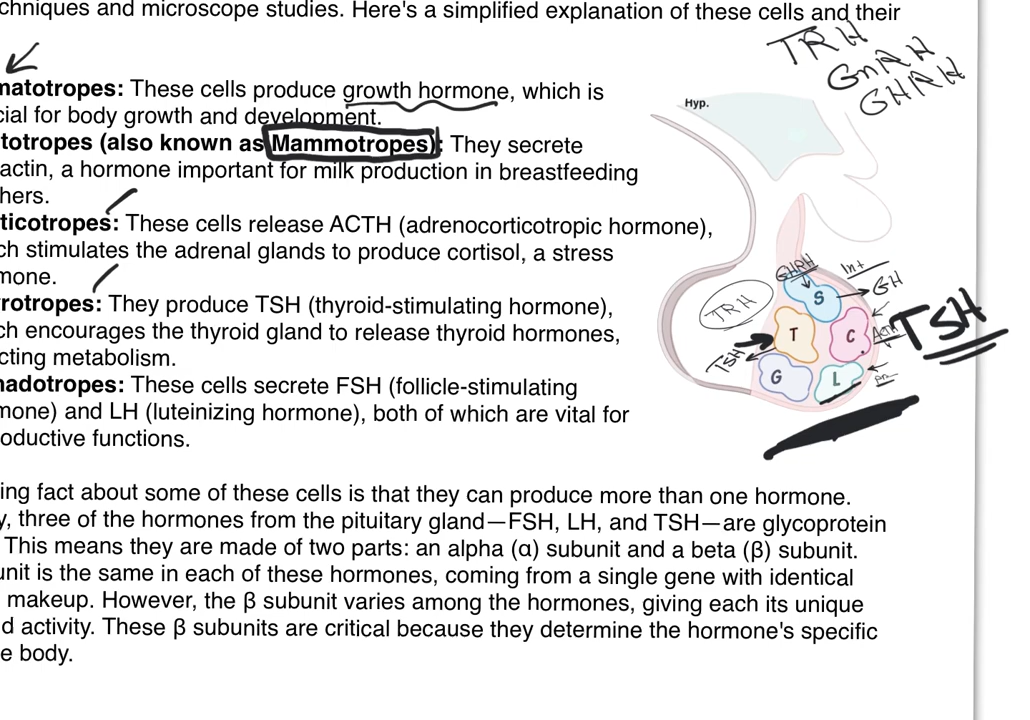 chniques and microscope studies. Here's a simplified explanation of these cells and their
TRH
GnRH
GHRH
matotropes: These cells produce growth hormone, which is
cial for body growth and development.
totropes (also known as Mammotropes): They secrete
actin, a hormone important for milk production in breastfeeding
hers.
ticotropes: These cells release ACTH (adrenocorticotropic hormone),
ch stimulates the adrenal glands to produce cortisol, a stress
mone.
rotropes: They produce TSH (thyroid-stimulating hormone),
ch encourages the thyroid gland to release thyroid hormones,
cting metabolism.
nadotropes: These cells secrete FSH (follicle-stimulating
mone) and LH (luteinizing hormone), both of which are vital for
oductive functions.
Hyp.
GHRH
Int
S
GH
TRH
T
C
ACTH
TSH
TSH
G
L
ing fact about some of these cells is that they can produce more than one hormone.
y, three of the hormones from the pituitary gland—FSH, LH, and TSH—are glycoprotein
This means they are made of two parts: an alpha (α) subunit and a beta (β) subunit.
unit is the same in each of these hormones, coming from a single gene with identical
makeup. However, the β subunit varies among the hormones, giving each its unique
d activity. These β subunits are critical because they determine the hormone's specific
e body.